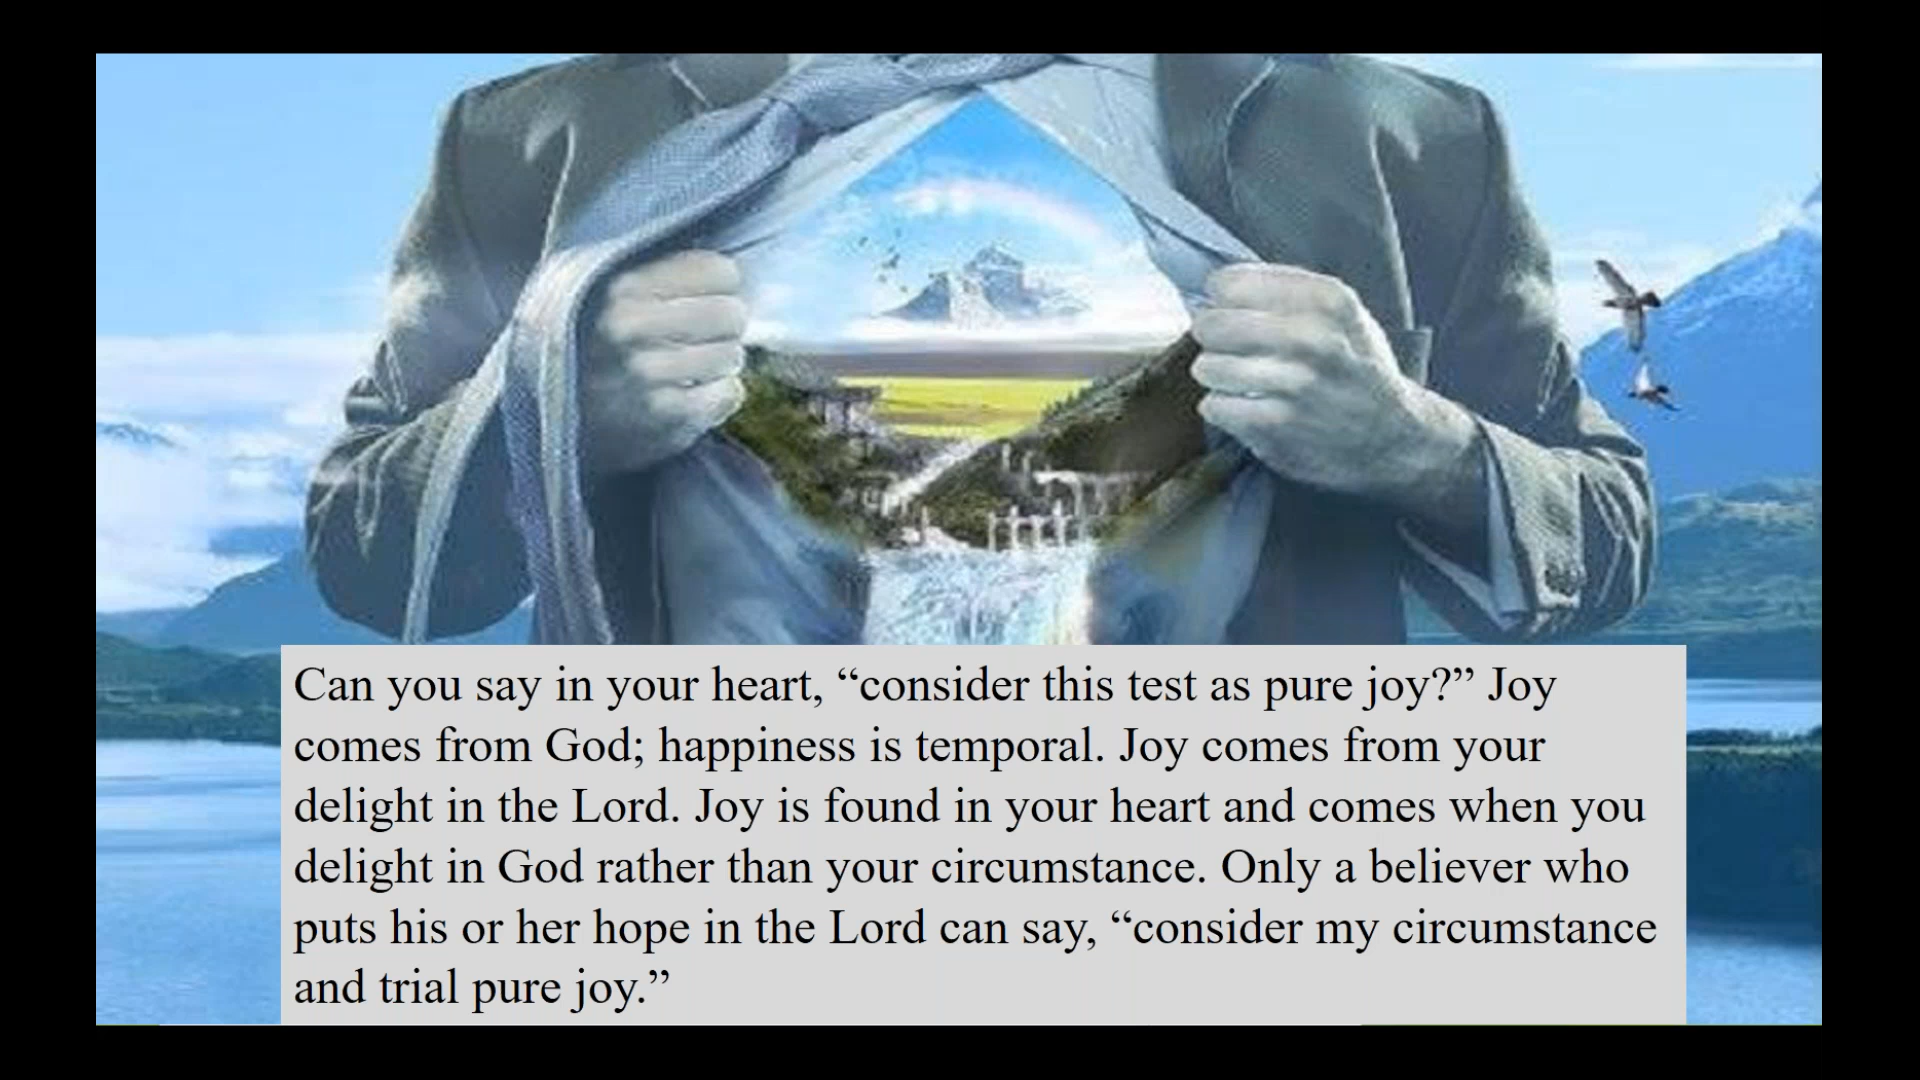 Can you say in your heart, “consider this test as pure joy?” Joy
comes from God; happiness is temporal. Joy comes from your
delight in the Lord. Joy is found in your heart and comes when you
delight in God rather than your circumstance. Only a believer who
puts his or her hope in the Lord can say, “consider my circumstance
and trial pure joy.”